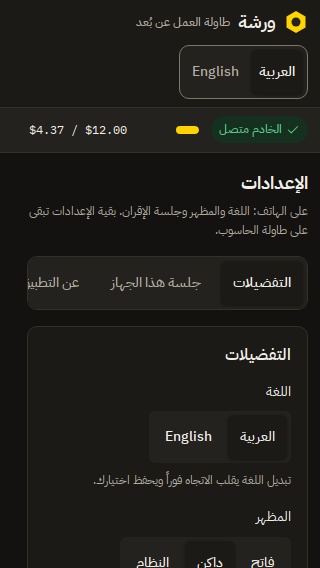 ورشة طاولة العمل عن بُعد
العربية English
الخادم متصل $4.37 / $12.00
الإعدادات
على الهاتف: اللغة والمظهر وجلسة الإقران. بقية الإعدادات تبقى
على طاولة الحاسوب.
التفضيلات جلسة هذا الجهاز عن التطبيق
التفضيلات
اللغة
العربية English
تبديل اللغة يقلب الاتجاه فوراً ويحفظ اختيارك.
المظهر
فاتح داكن النظام